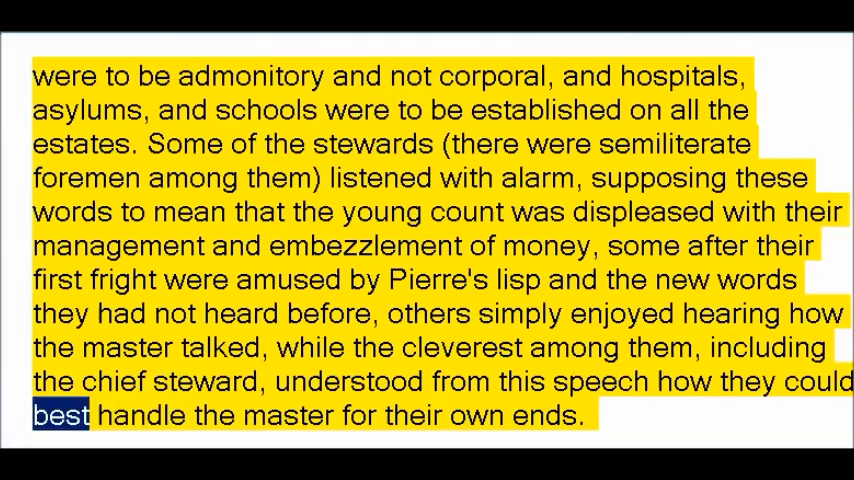 were to be admonitory and not corporal, and hospitals,
asylums, and schools were to be established on all the
estates. Some of the stewards (there were semiliterate
foremen among them) listened with alarm, supposing these
words to mean that the young count was displeased with their
management and embezzlement of money, some after their
first fright were amused by Pierre's lisp and the new words
they had not heard before, others simply enjoyed hearing how
the master talked, while the cleverest among them, including
the chief steward, understood from this speech how they could
best handle the master for their own ends.